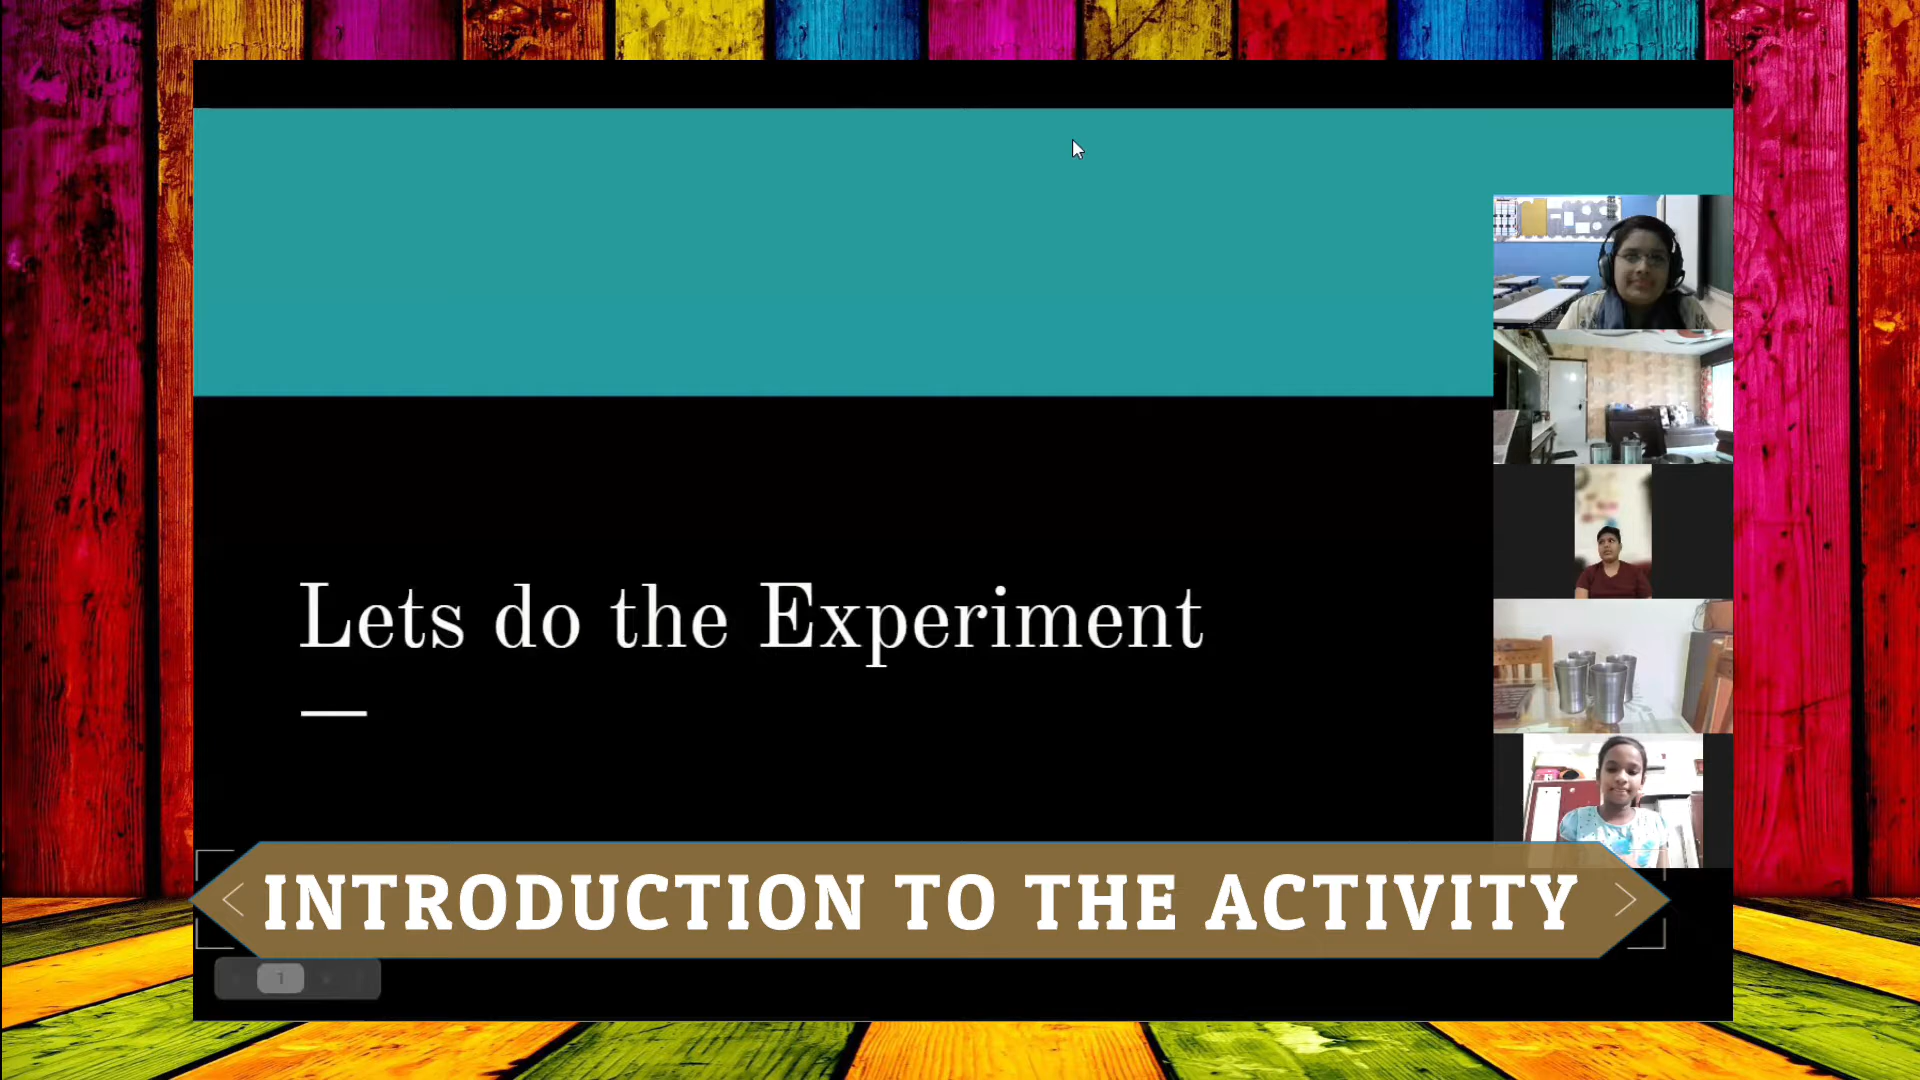 Lets do the Experiment
INTRODUCTION TO THE ACTIVITY
1